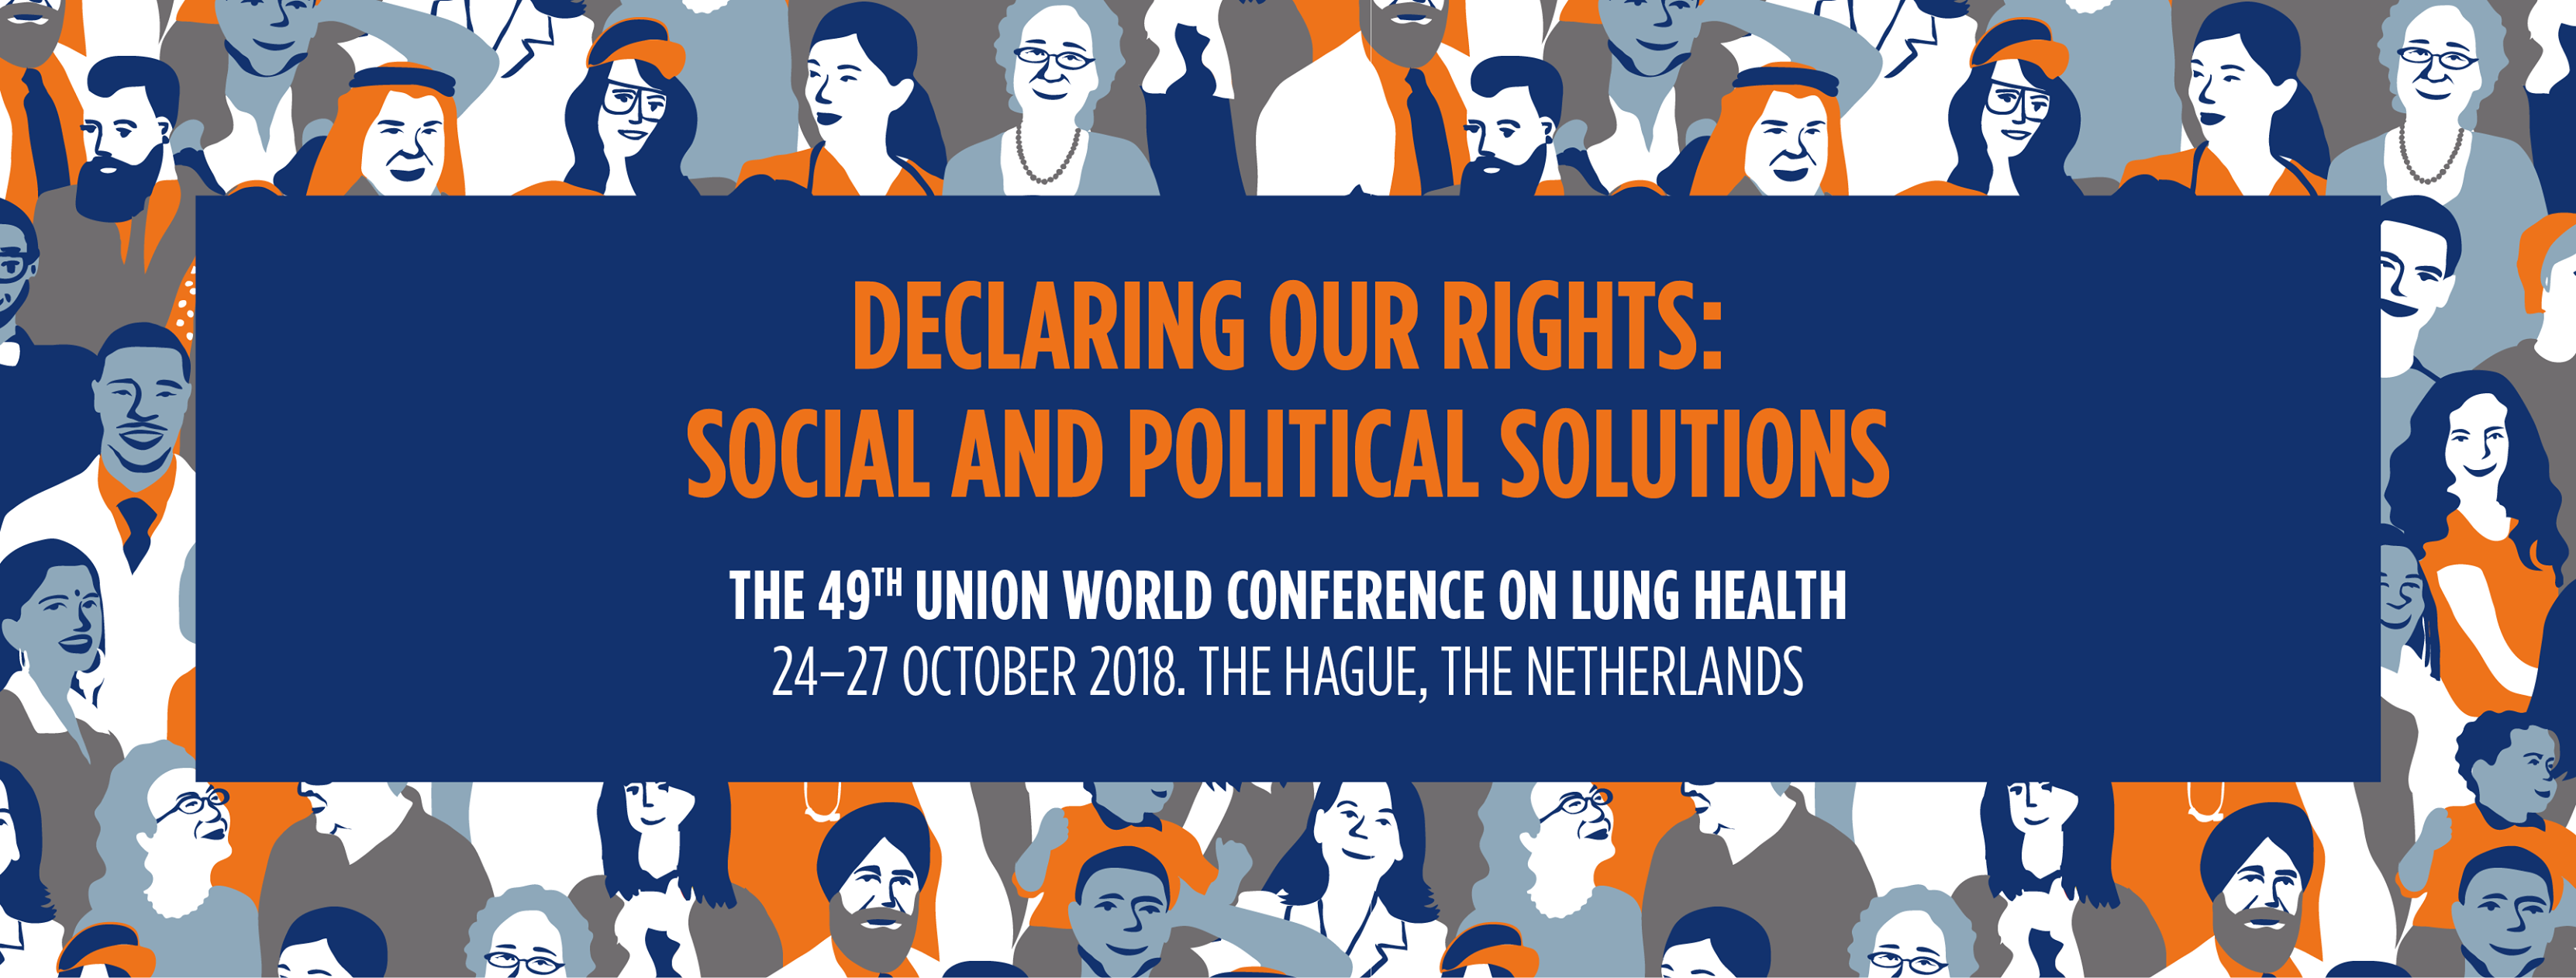 DECLARING OUR RIGHTS:
SOCIAL AND POLITICAL SOLUTIONS
THE 49TH UNION WORLD CONFERENCE ON LUNG HEALTH
24–27 OCTOBER 2018. THE HAGUE, THE NETHERLANDS